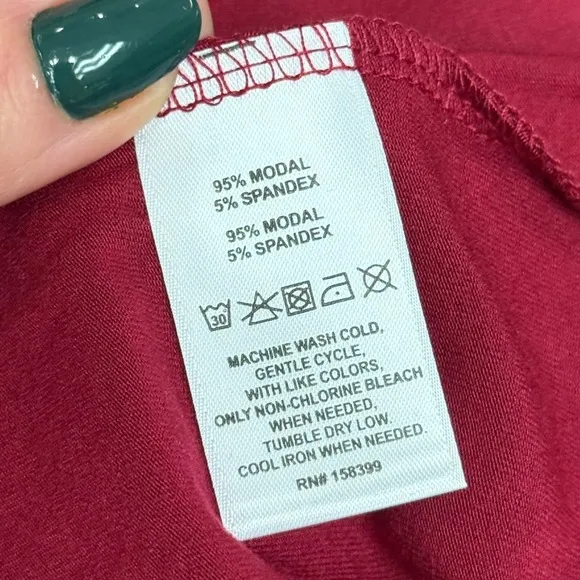 95% MODAL
5% SPANDEX
95% MODAL
5% SPANDEX
30
MACHINE WASH COLD,
GENTLE CYCLE,
WITH LIKE COLORS,
ONLY NON-CHLORINE BLEACH
WHEN NEEDED,
TUMBLE DRY LOW.
COOL IRON WHEN NEEDED.
RN# 158399